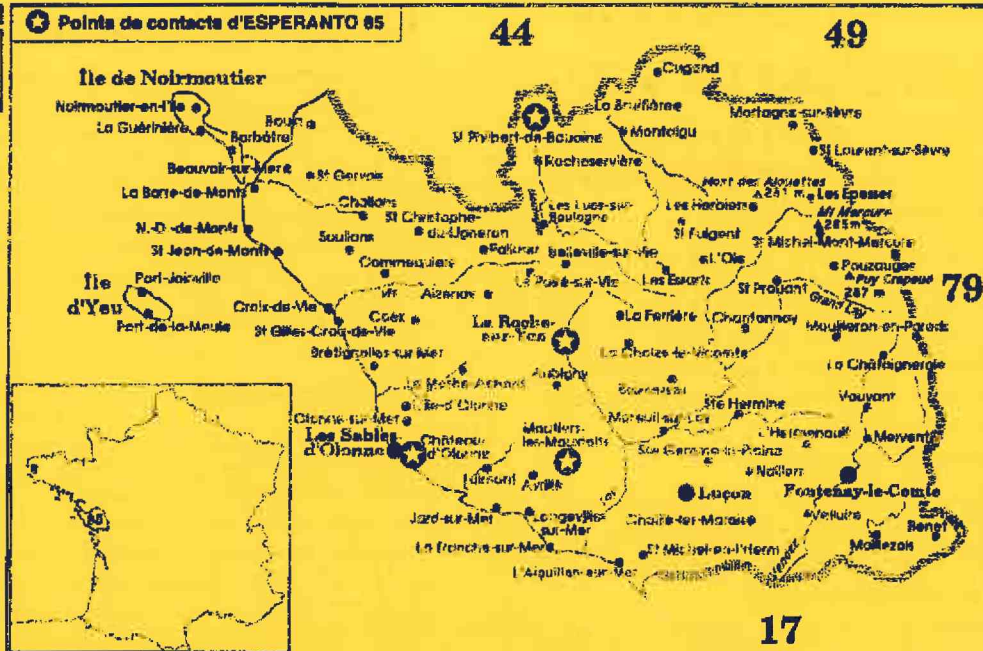 Points de contacts d'ESPERANTO 85
44
49
Île de Noirmoutier
Cugand
Noirmoutier-en-l'Île
La Bruffière
Mortagne-sur-Sèvre
La Guérinière
Bouin
Montaigu
Barbâtre
St Philbert-de-Bouaine
St Laurent-sur-Sèvre
Beauvoir-sur-Mer
Rocheservière
St Gervais
Mont des Alouettes
La Barre-de-Monts
Les Epesses
Challans
Les Lucs-sur-Boulogne
Les Herbiers
Mt Mercure
St Christophe-du-Ligneron
285 m
N.-D.-de-Monts
St Fulgent
St Michel-Mont-Mercure
Soullans
Palluau
Belleville-sur-Vie
St Jean-de-Monts
L'Oie
Pouzauges
Commequiers
Le Poiré-sur-Vie
Les Essarts
Puy Crapaud
Port-Joinville
St Prouant
79
Île d'Yeu
Vie
Aizenay
Grand Lay
Croix-de-Vie
La Ferrière
Chantonnay
Port-de-la-Meule
Coëx
La Roche-sur-Yon
Mouilleron-en-Pareds
St Gilles-Croix-de-Vie
La Chaize-le-Vicomte
La Châtaigneraie
Brétignolles-sur-Mer
Aubigny
La Mothe-Achard
Bournezeau
Vouvant
L'Île-d'Olonne
Ste Hermine
Olonne-sur-Mer
Mareuil-sur-Lay
Les Sables d'Olonne
Château-d'Olonne
Moutiers-les-Mauxfaits
L'Hermenault
Mervent
Nalliers
Talmont
Avrillé
Lay
Luçon
Fontenay-le-Comte
Jard-sur-Mer
Longeville-sur-Mer
Chaillé-les-Marais
Velluire
Benet
La Tranche-sur-Mer
Maillezais
St Michel-en-l'Herm
L'Aiguillon-sur-Mer
17